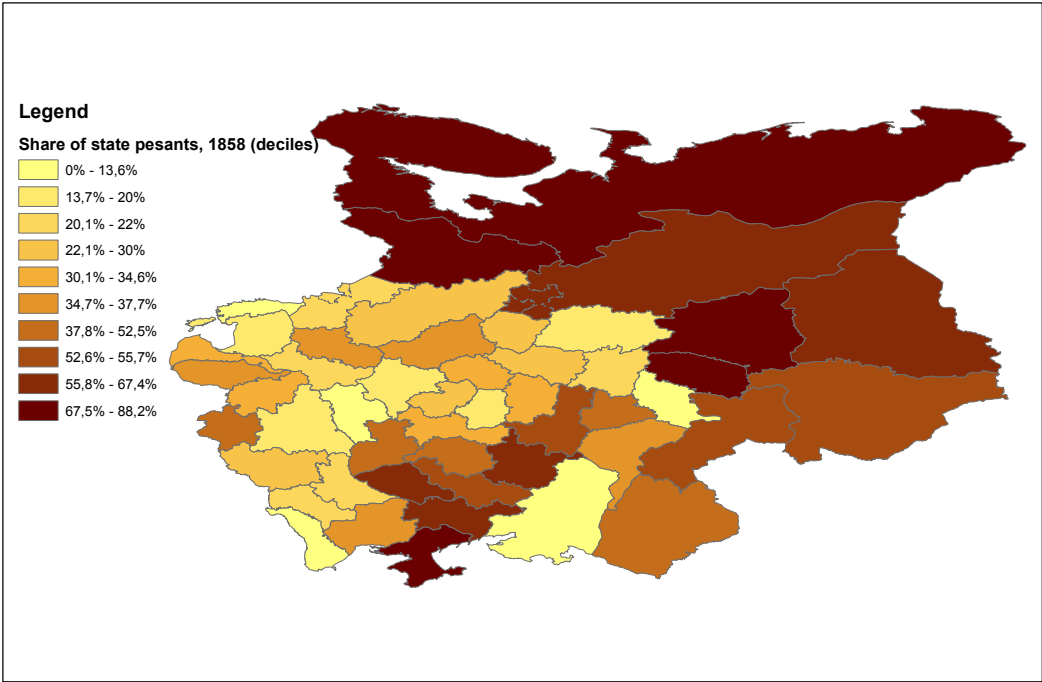 Legend
Share of state pesants, 1858 (deciles)
0% - 13,6%
13,7% - 20%
20,1% - 22%
22,1% - 30%
30,1% - 34,6%
34,7% - 37,7%
37,8% - 52,5%
52,6% - 55,7%
55,8% - 67,4%
67,5% - 88,2%